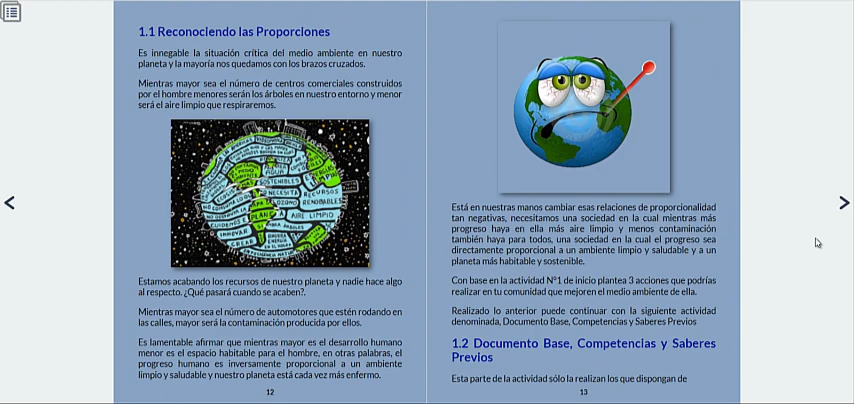 1.1 Reconociendo las Proporciones
Es innegable la situación crítica del medio ambiente en nuestro
planeta y la mayoría nos quedamos con los brazos cruzados.
Mientras mayor sea el número de centros comerciales construidos
por el hombre menores serán los árboles en nuestro entorno y menor
será el aire limpio que respiraremos.
SOSTENIBLES
NECESITA
RECURSOS
OZONO
RENOBABLES
PLANETA
AIRE LIMPIO
CUIDEMOS
INNOVAR
CREAR
Estamos acabando los recursos de nuestro planeta y nadie hace algo
al respecto. ¿Qué pasará cuando se acaben?.
Mientras mayor sea el número de automotores que estén rodando en
las calles, mayor será la contaminación producida por ellos.
Es lamentable afirmar que mientras mayor es el desarrollo humano
menor es el espacio habitable para el hombre, en otras palabras, el
progreso humano es inversamente proporcional a un ambiente
limpio y saludable y nuestro planeta está cada vez más enfermo.
12
Está en nuestras manos cambiar esas relaciones de proporcionalidad
tan negativas, necesitamos una sociedad en la cual mientras más
progreso haya en ella más aire limpio y menos contaminación
también haya para todos, una sociedad en la cual el progreso sea
directamente proporcional a un ambiente limpio y saludable y a un
planeta más habitable y sostenible.
Con base en la actividad N°1 de inicio plantea 3 acciones que podrías
realizar en tu comunidad que mejoren el medio ambiente de ella.
Realizado lo anterior puede continuar con la siguiente actividad
denominada, Documento Base, Competencias y Saberes Previos
1.2 Documento Base, Competencias y Saberes
Previos
Esta parte de la actividad sólo la realizan los que dispongan de
13